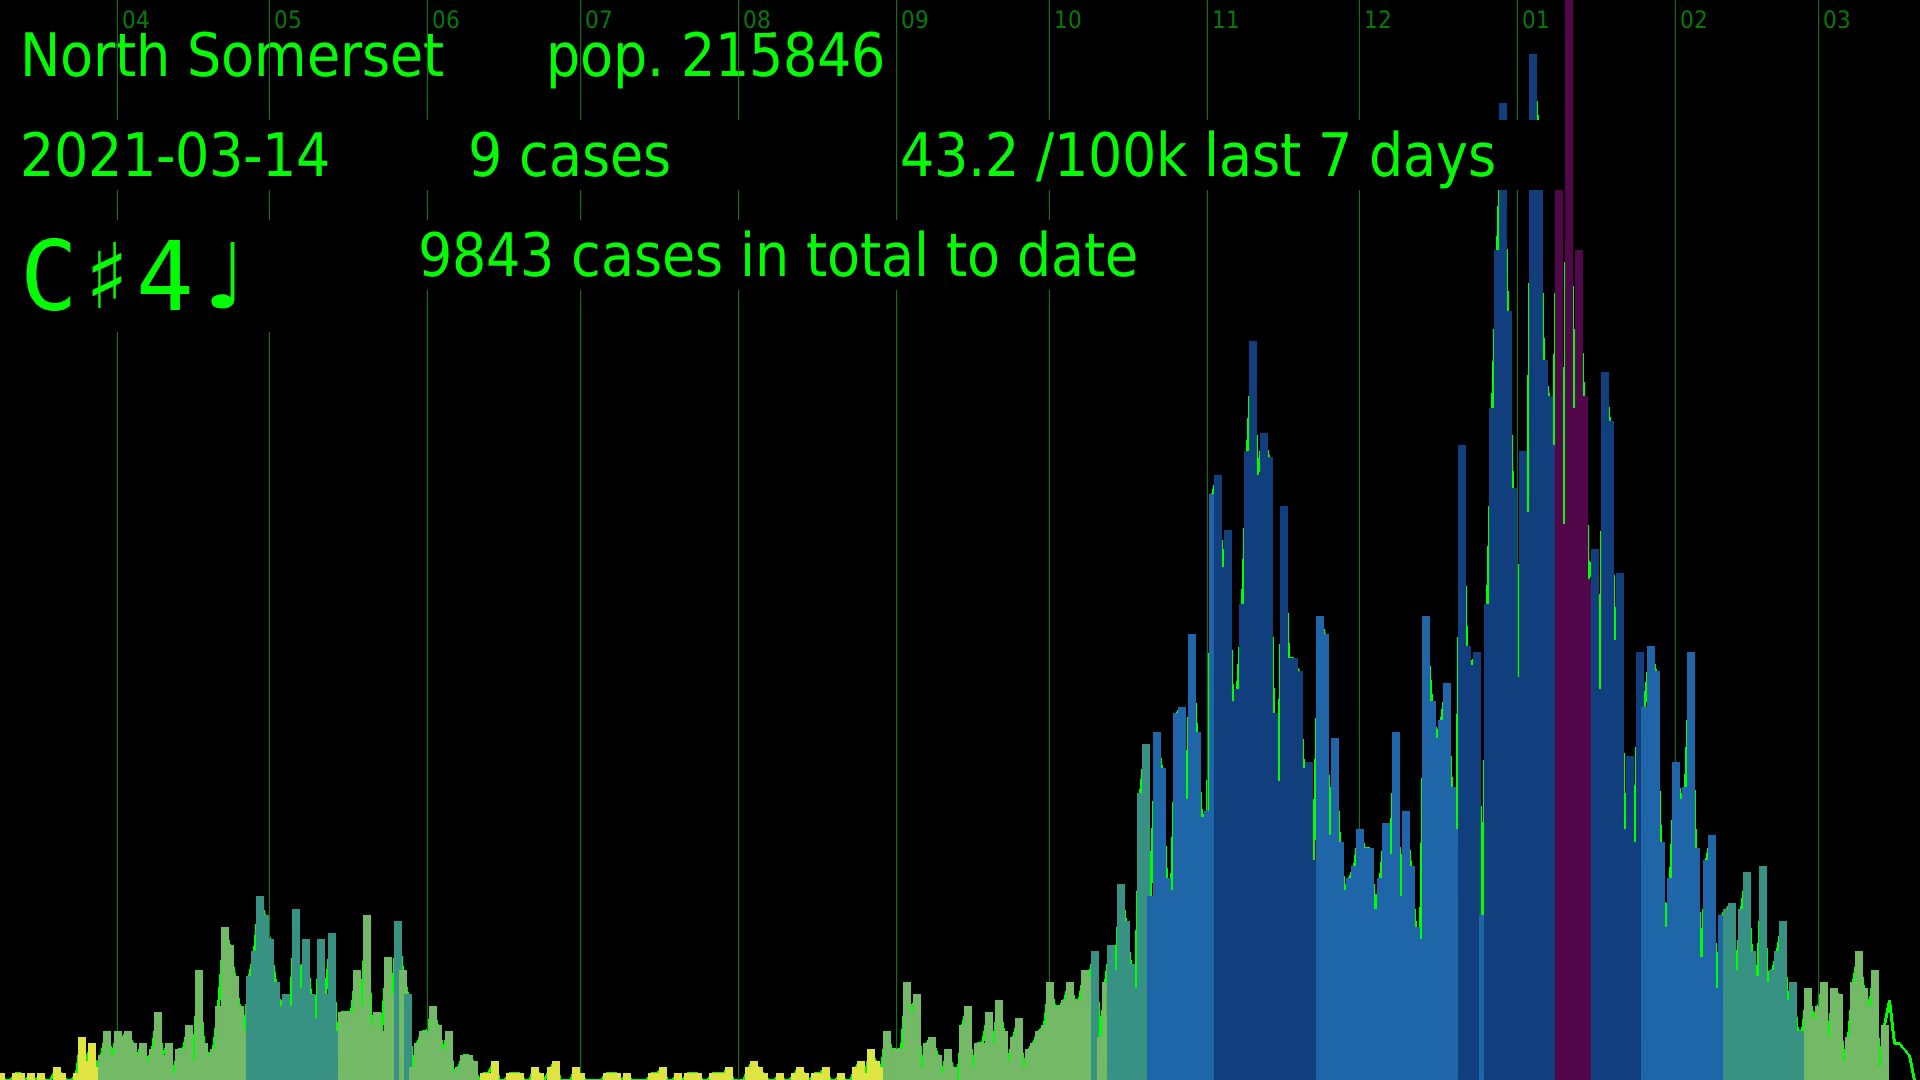 04 05 06 07 08 09 10 11 12 01 02 03
North Somerset pop. 215846
2021-03-14 9 cases 43.2 /100k last 7 days
C♯4♩ 9843 cases in total to date